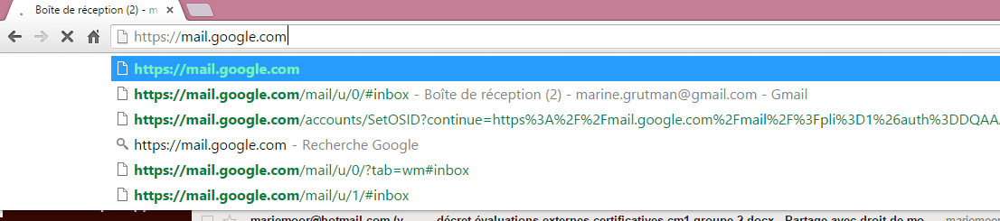 Boîte de réception (2) - m
https://mail.google.com
https://mail.google.com
https://mail.google.com/mail/u/0/#inbox - Boîte de réception (2) - marine.grutman@gmail.com - Gmail
https://mail.google.com/accounts/SetOSID?continue=https%3A%2F%2Fmail.google.com%2Fmail%2F%3Fpli%3D1%26auth%3DDQAA
https://mail.google.com - Recherche Google
https://mail.google.com/mail/u/0/?tab=wm#inbox
https://mail.google.com/mail/u/1/#inbox
mariemoor@hotmail.com (v. décret évaluations externes certificatives cm1 groupe 2.docx - Partage avec droit de mo